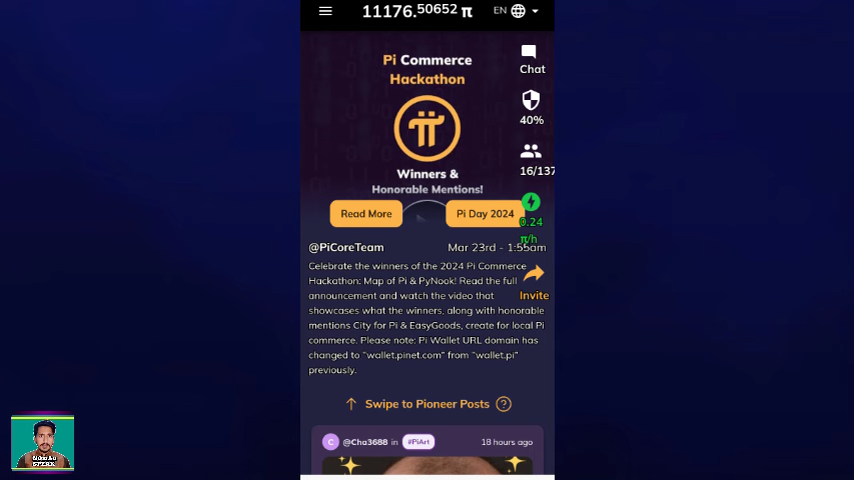 11176.50652 π
EN
Pi Commerce
Hackathon
Chat
40%
Winners &
Honorable Mentions!
16/137
Read More
Pi Day 2024
0.24
π/h
@PiCoreTeam
Mar 23rd - 1:55am
Celebrate the winners of the 2024 Pi Commerce
Hackathon: Map of Pi & PyNook! Read the full
announcement and watch the video that
showcases what the winners, along with honorable
mentions City for Pi & EasyGoods, create for local Pi
commerce. Please note: Pi Wallet URL domain has
changed to "wallet.pinet.com" from "wallet.pi"
previously.
Invite
Swipe to Pioneer Posts ?
C @Cha3688 in #PiArt 18 hours ago